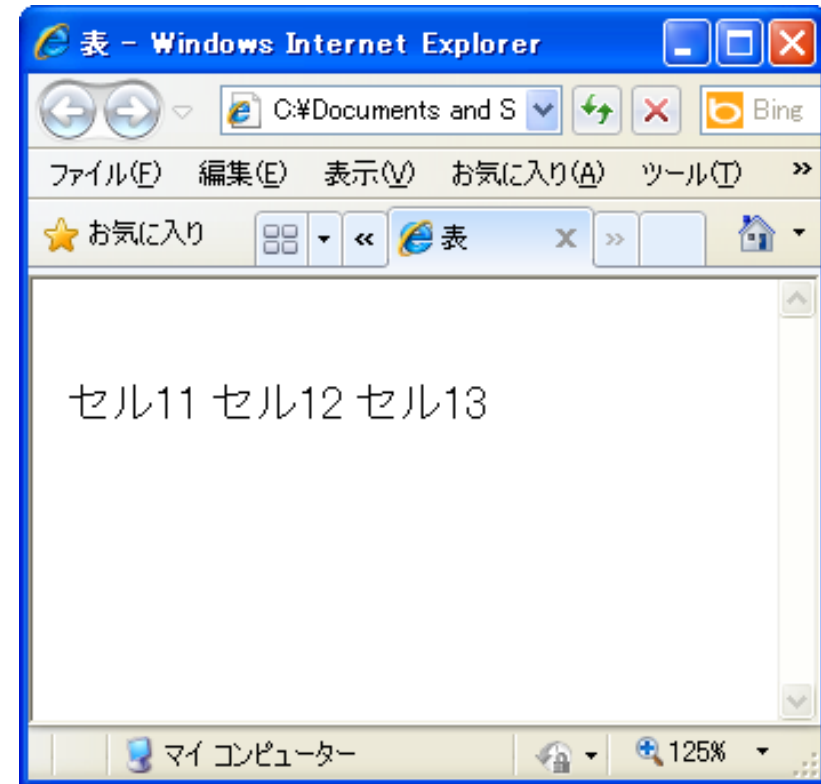 表 - Windows Internet Explorer
C:¥Documents and S Bing
ファイル(F) 編集(E) 表示(V) お気に入り(A) ツール(T) »
お気に入り « 表 X »
セル11 セル12 セル13
マイ コンピューター 125%